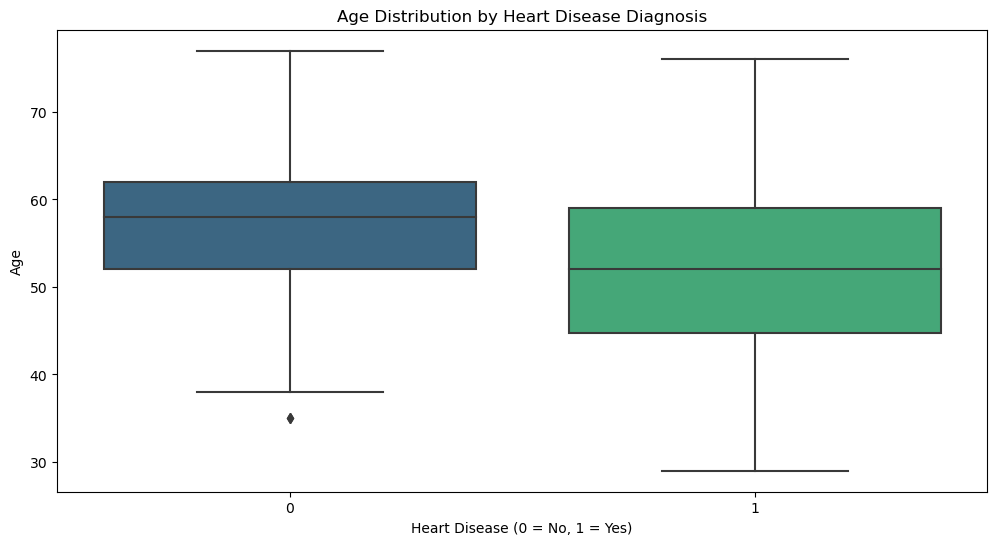 Age Distribution by Heart Disease Diagnosis
Age
70
60
50
40
30
0 1
Heart Disease (0 = No, 1 = Yes)